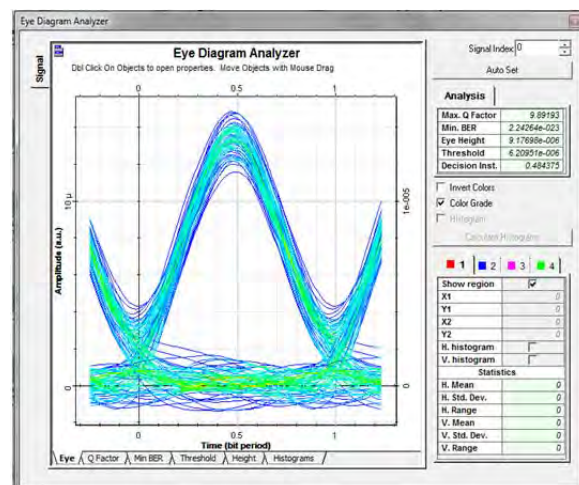 Eye Diagram Analyzer
Signal
Eye Diagram Analyzer
Dbl Click On Objects to open properties. Move Objects with Mouse Drag
0 0.5 1
Amplitude (a.u.)
10 µ
0
1e-005
0
0 0.5 1
Time (bit period)
Eye Q Factor Min BER Threshold Height Histograms
Signal Index: 0
Auto Set
Analysis
Max. Q Factor 9.89193
Min. BER 2.24264e-023
Eye Height 9.17698e-006
Threshold 6.20951e-006
Decision Inst. 0.484375
Invert Colors
Color Grade
Histogram
Calculate Histograms
1 2 3 4
Show region
X1 0
Y1 0
X2 0
Y2 0
H. histogram
V. histogram
Statistics
H. Mean 0
H. Std. Dev. 0
H. Range 0
V. Mean 0
V. Std. Dev. 0
V. Range 0